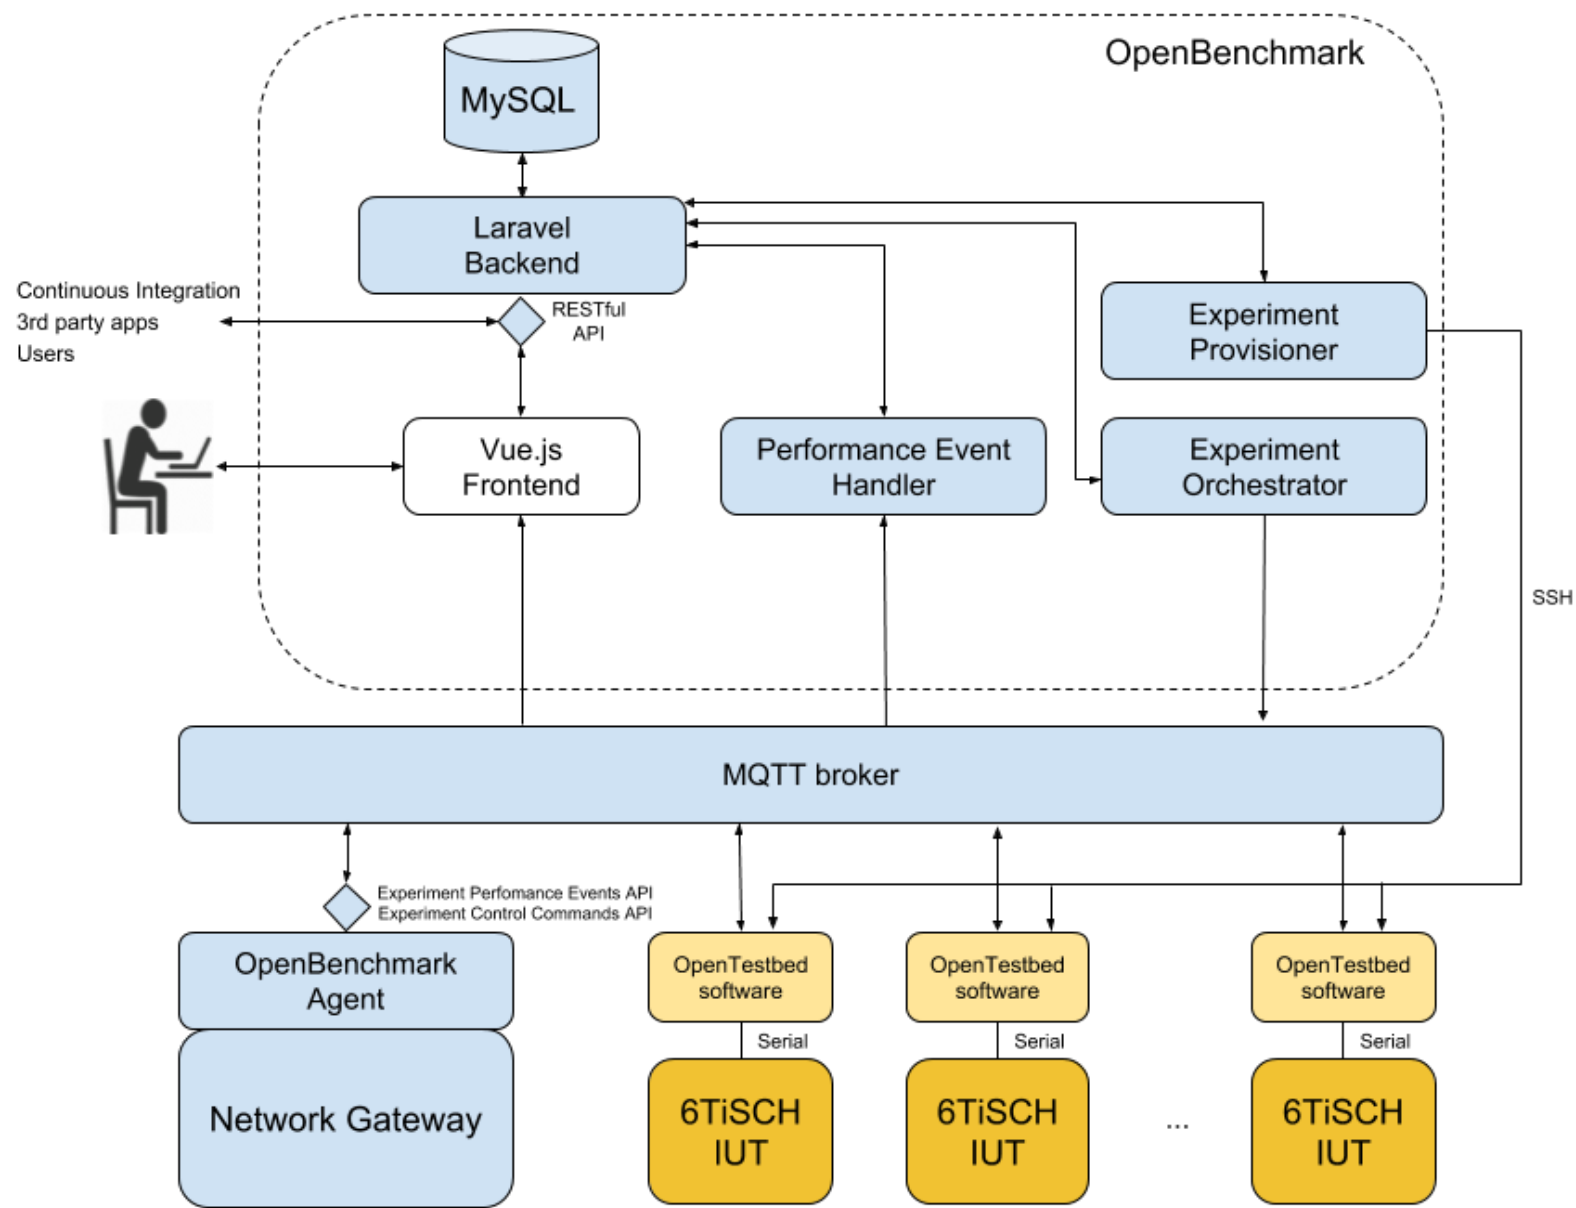 OpenBenchmark
MySQL
Laravel
Backend
RESTful
API
Continuous Integration
3rd party apps
Users
Experiment
Provisioner
Vue.js
Frontend
Performance Event
Handler
Experiment
Orchestrator
SSH
MQTT broker
Experiment Perfomance Events API
Experiment Control Commands API
OpenBenchmark
Agent
Network Gateway
OpenTestbed
software
Serial
6TiSCH
IUT
OpenTestbed
software
Serial
6TiSCH
IUT
...
OpenTestbed
software
Serial
6TiSCH
IUT